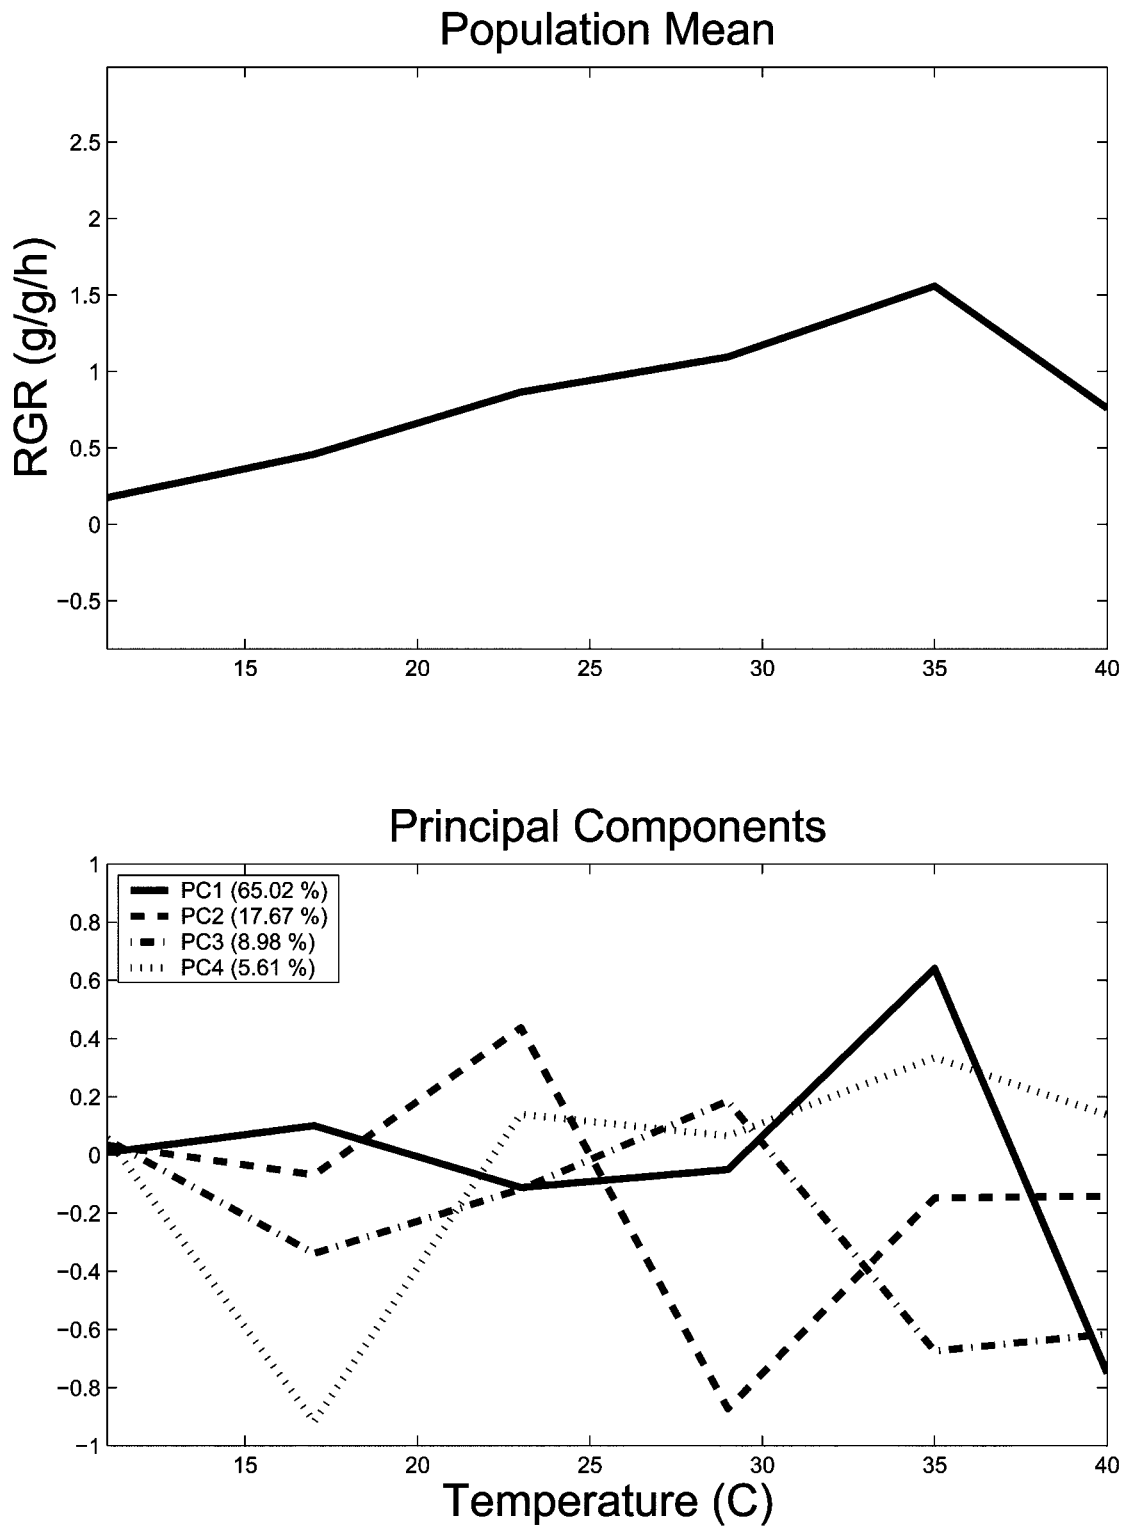 Population Mean
RGR (g/g/h)
2.5
2
1.5
1
0.5
0
−0.5
15 20 25 30 35 40
Principal Components
PC1 (65.02 %)
PC2 (17.67 %)
PC3 (8.98 %)
PC4 (5.61 %)
1
0.8
0.6
0.4
0.2
0
−0.2
−0.4
−0.6
−0.8
−1
15 20 25 30 35 40
Temperature (C)